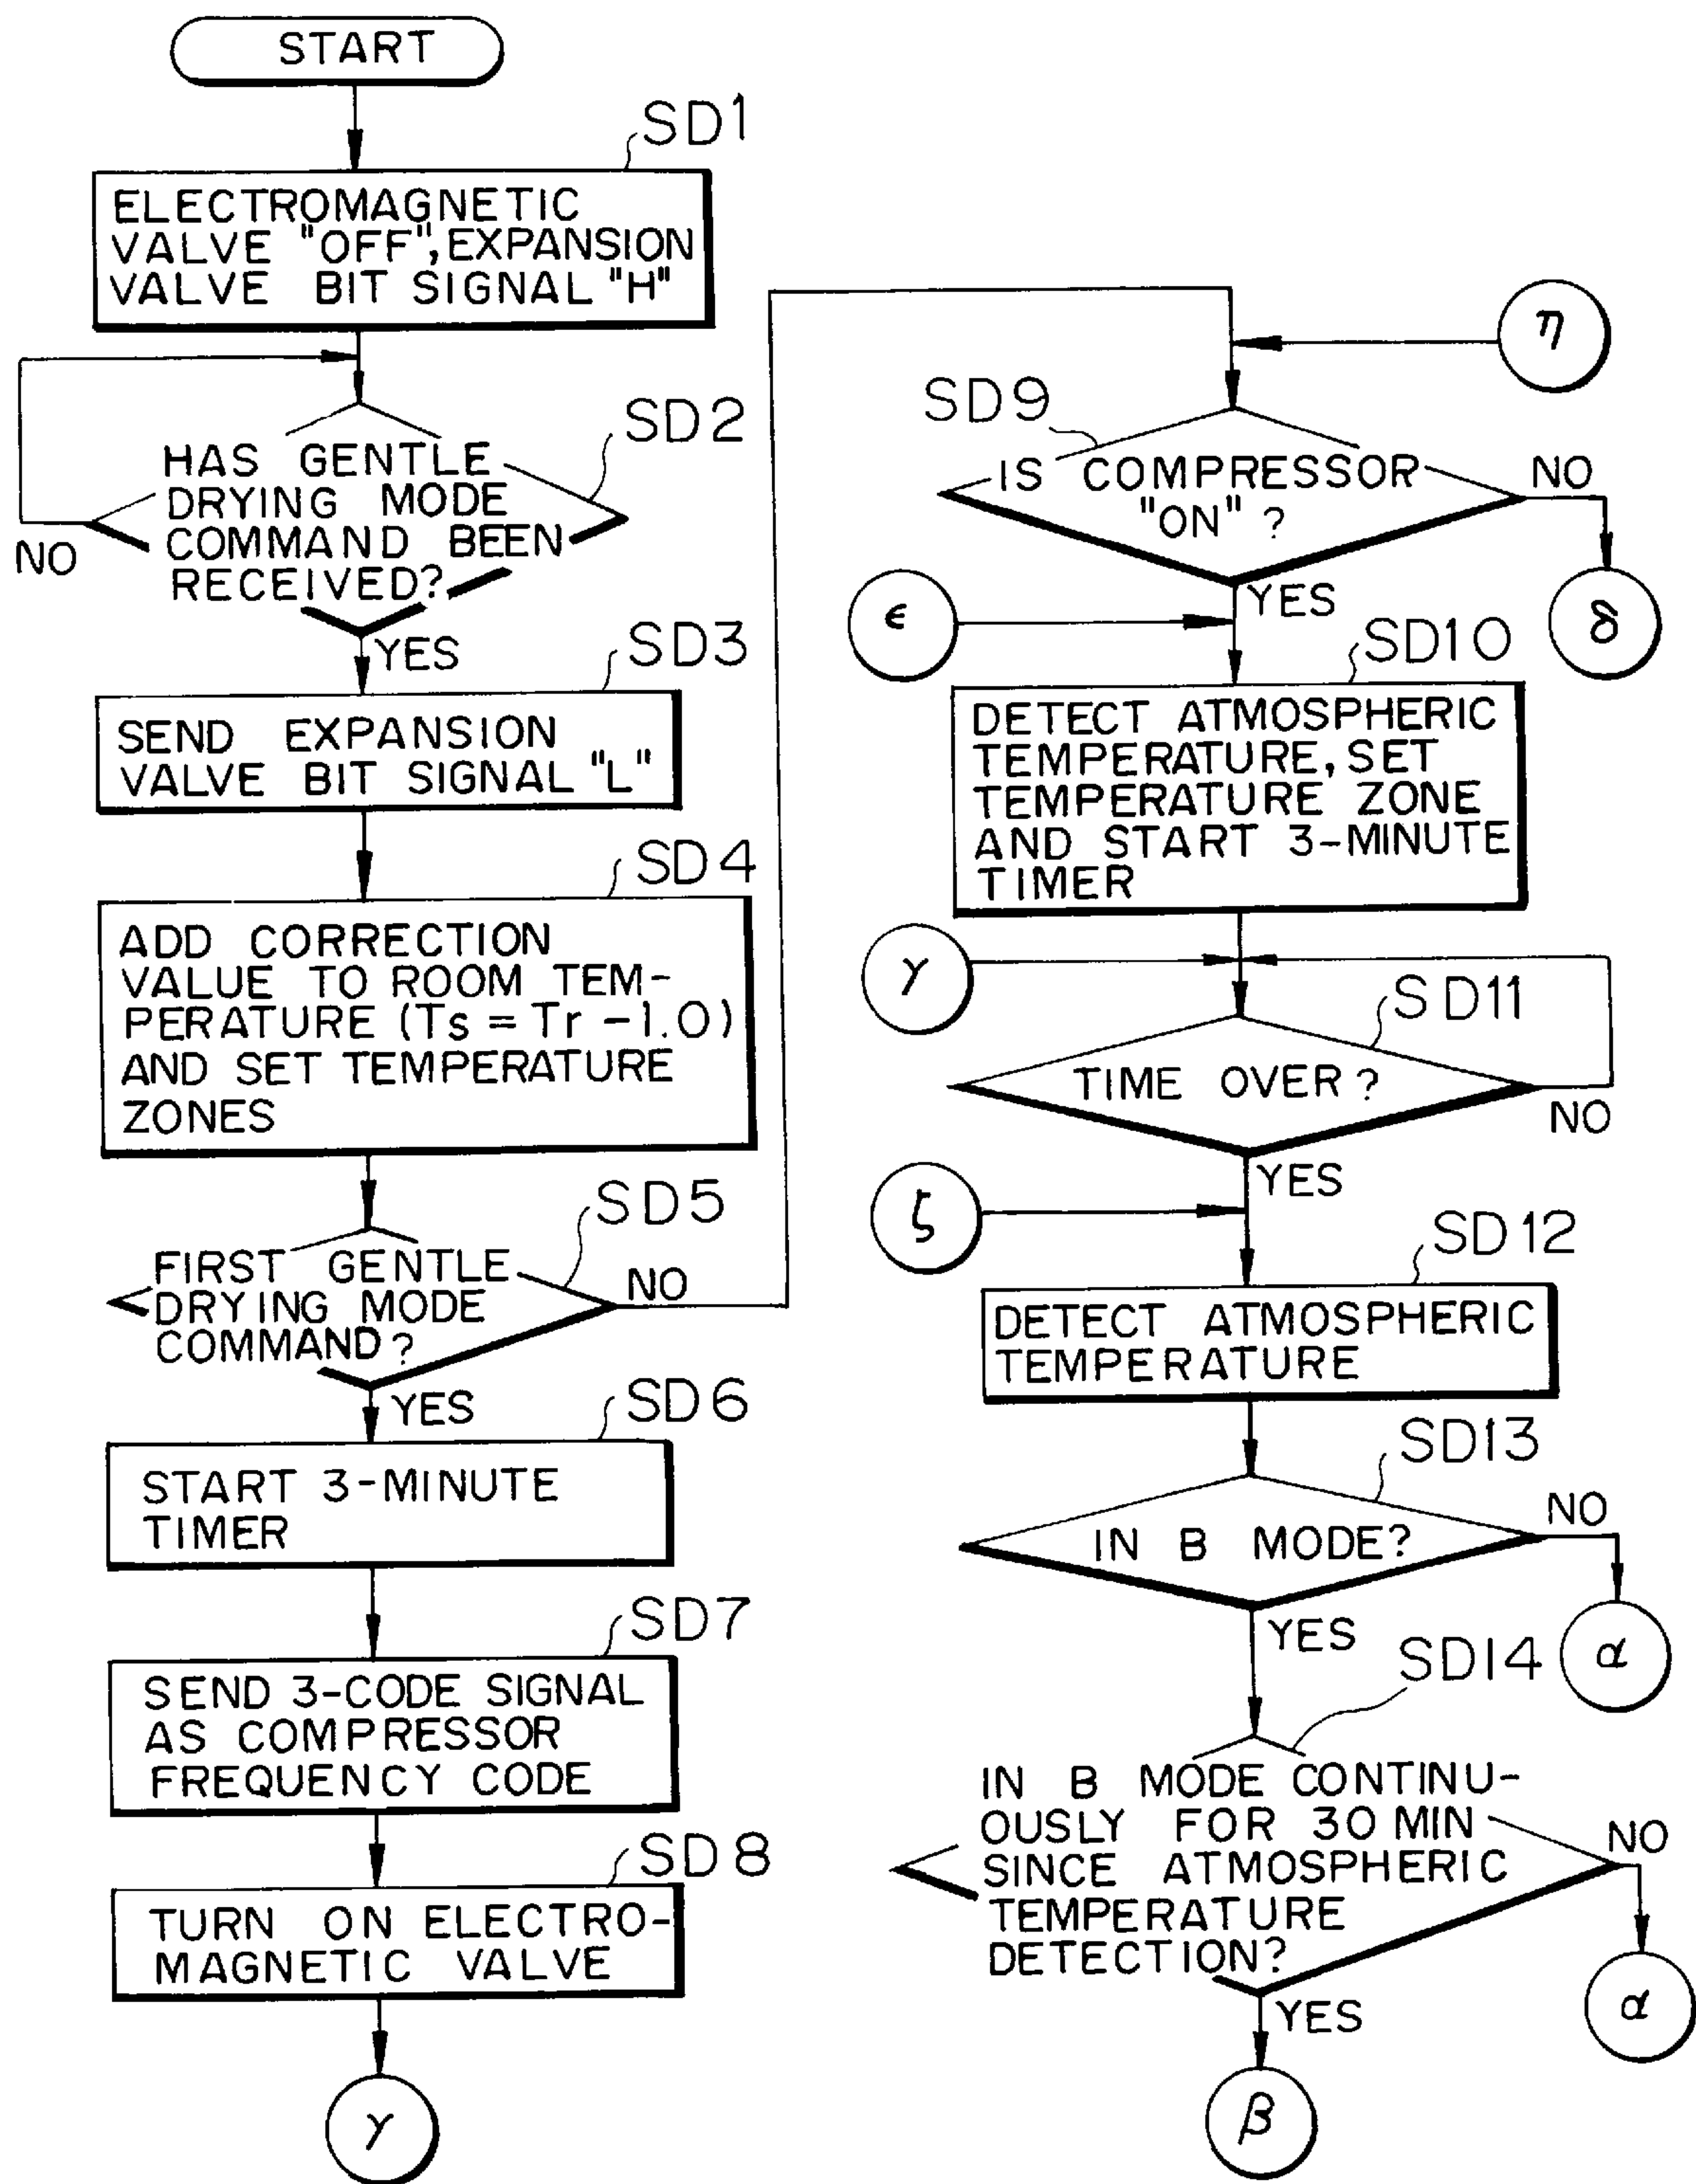 START
SD1
ELECTROMAGNETIC
VALVE "OFF", EXPANSION
VALVE BIT SIGNAL "H"
SD2
HAS GENTLE
DRYING MODE
COMMAND BEEN
RECEIVED?
NO
YES
SD3
SEND EXPANSION
VALVE BIT SIGNAL "L"
SD4
ADD CORRECTION
VALUE TO ROOM TEM-
PERATURE (Ts = Tr -1.0)
AND SET TEMPERATURE
ZONES
SD5
FIRST GENTLE
DRYING MODE
COMMAND?
NO
YES
SD6
START 3-MINUTE
TIMER
SD7
SEND 3-CODE SIGNAL
AS COMPRESSOR
FREQUENCY CODE
SD8
TURN ON ELECTRO-
MAGNETIC VALVE
γ
η
SD9
IS COMPRESSOR
"ON"?
NO
YES
δ
ϵ
SD10
DETECT ATMOSPHERIC
TEMPERATURE, SET
TEMPERATURE ZONE
AND START 3-MINUTE
TIMER
γ
SD11
TIME OVER?
NO
YES
ζ
SD12
DETECT ATMOSPHERIC
TEMPERATURE
SD13
IN B MODE?
NO
YES
α
SD14
IN B MODE CONTINU-
OUSLY FOR 30 MIN
SINCE ATMOSPHERIC
TEMPERATURE
DETECTION?
NO
YES
α
β